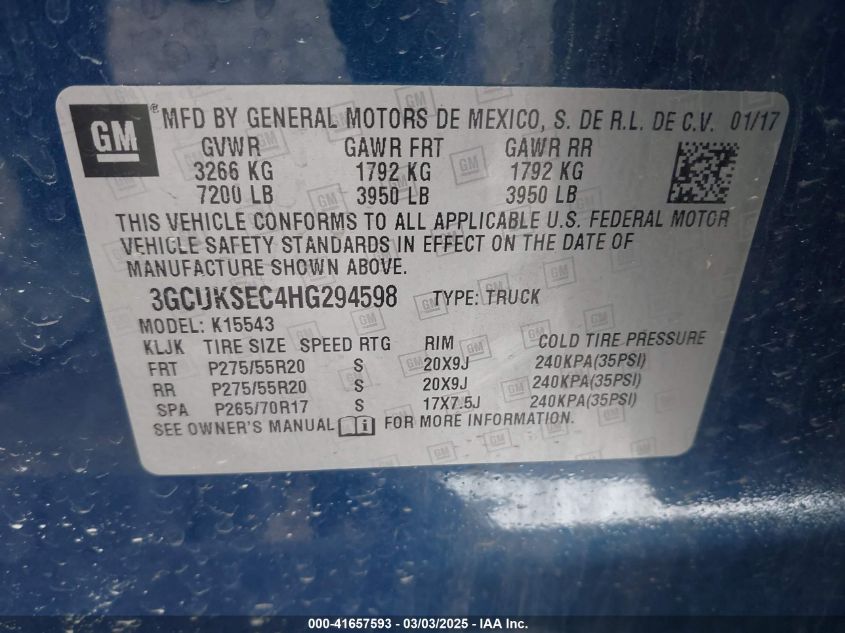 GM ® MFD BY GENERAL MOTORS DE MEXICO, S. DE R.L. DE C.V. 01/17
GVWR GAWR FRT GAWR RR
3266 KG 1792 KG 1792 KG
7200 LB 3950 LB 3950 LB
THIS VEHICLE CONFORMS TO ALL APPLICABLE U.S. FEDERAL MOTOR
VEHICLE SAFETY STANDARDS IN EFFECT ON THE DATE OF
MANUFACTURE SHOWN ABOVE.
3GCUKSEC4HG294598 TYPE: TRUCK
MODEL: K15543
KLJK TIRE SIZE SPEED RTG RIM COLD TIRE PRESSURE
FRT P275/55R20 S 20X9J 240KPA(35PSI)
RR P275/55R20 S 20X9J 240KPA(35PSI)
SPA P265/70R17 S 17X7.5J 240KPA(35PSI)
SEE OWNER'S MANUAL i FOR MORE INFORMATION.
000-41657593 - 03/03/2025 - IAA Inc.